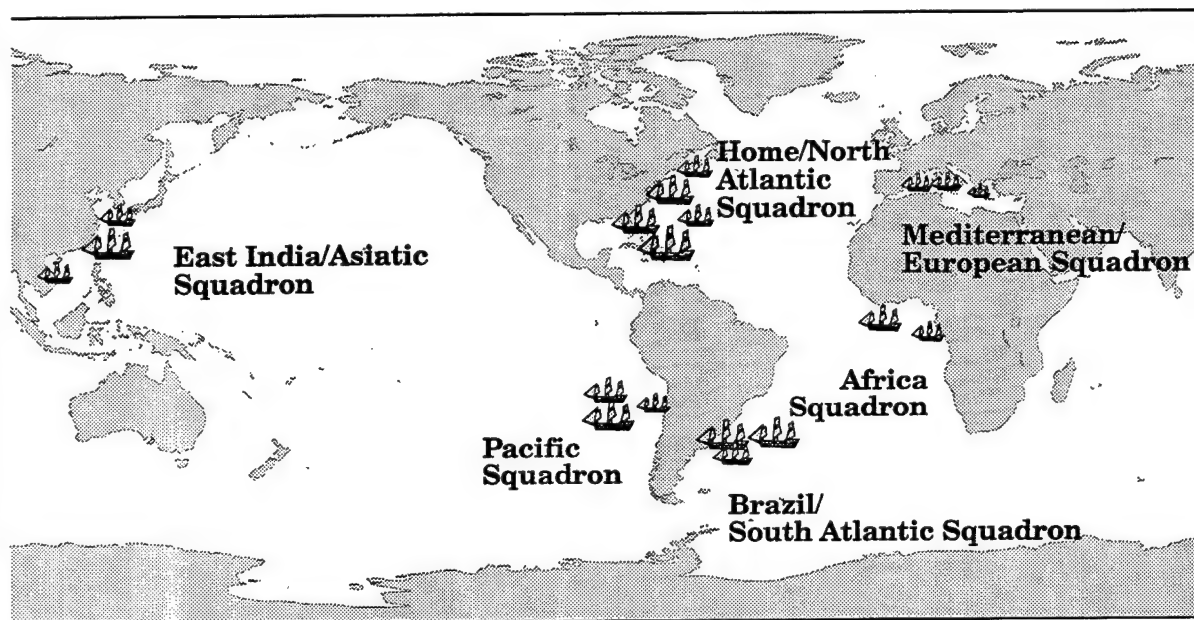 Home/North
Atlantic
Squadron
Mediterranean/
European Squadron
East India/Asiatic
Squadron
Africa
Squadron
Pacific
Squadron
Brazil/
South Atlantic Squadron